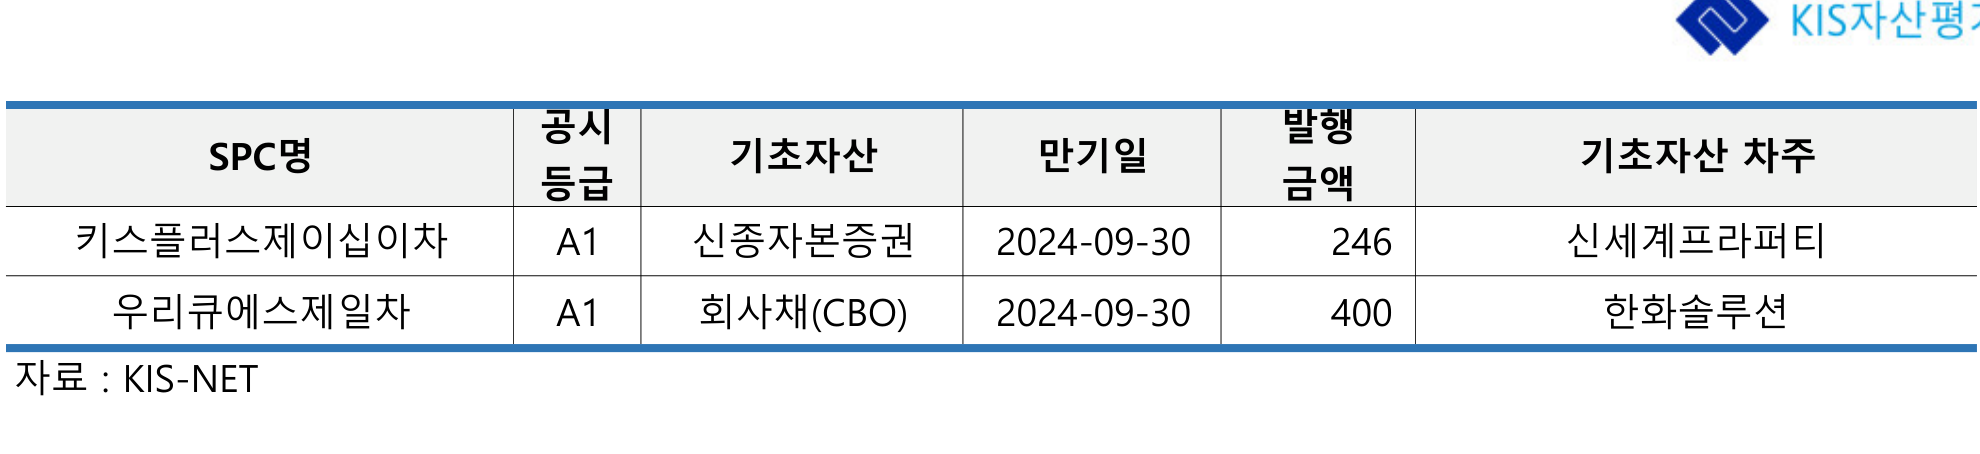 KIS자산평
SPC명 공시등급 기초자산 만기일 발행금액 기초자산 차주
키스플러스제이십이차 A1 신종자본증권 2024-09-30 246 신세계프라퍼티
우리큐에스제일차 A1 회사채(CBO) 2024-09-30 400 한화솔루션
자료 : KIS-NET